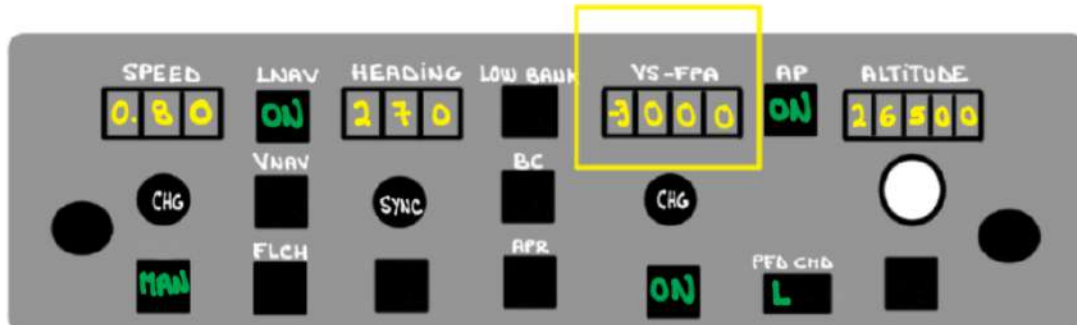 SPEED LNAV HEADING LOW BANK VS-FPA AP ALTITUDE
0.80 ON 270 -3000 ON 26500
VNAV BC
CHG SYNC CHG
FLCH APR PFD CMD
MAN ON L